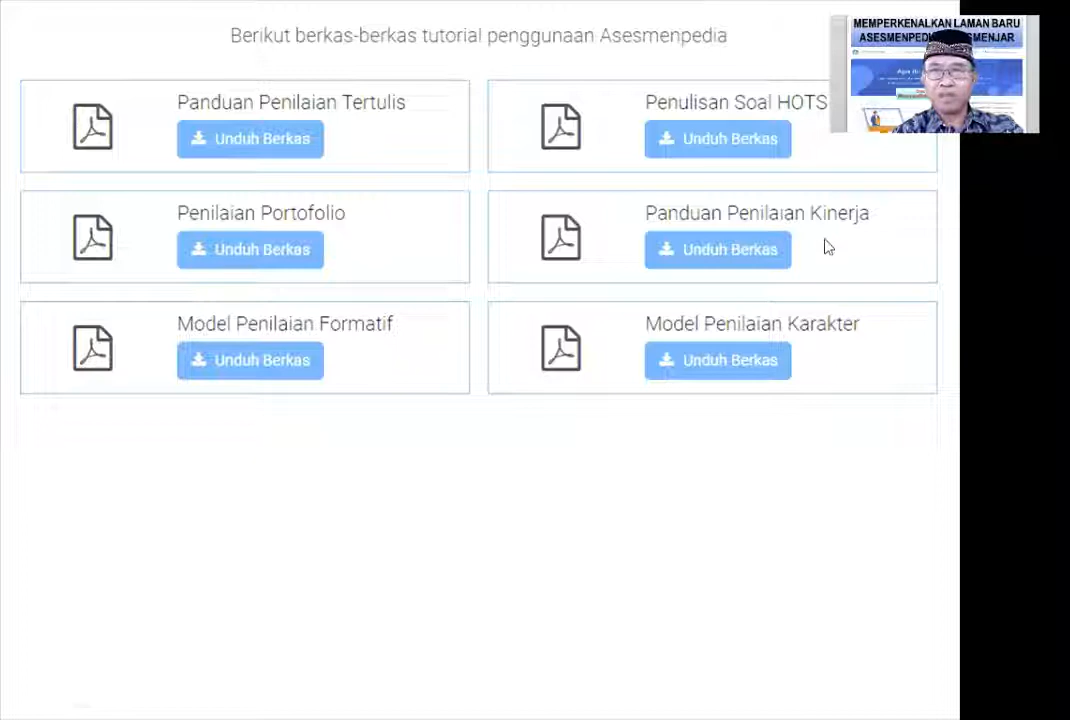 Berikut berkas-berkas tutorial penggunaan Asesmenpedia
MEMPERKENALKAN LAMAN BARU
Panduan Penilaian Tertulis
Unduh Berkas
Penulisan Soal HOTS
Unduh Berkas
Penilaian Portofolio
Unduh Berkas
Panduan Penilaian Kinerja
Unduh Berkas
Model Penilaian Formatif
Unduh Berkas
Model Penilaian Karakter
Unduh Berkas